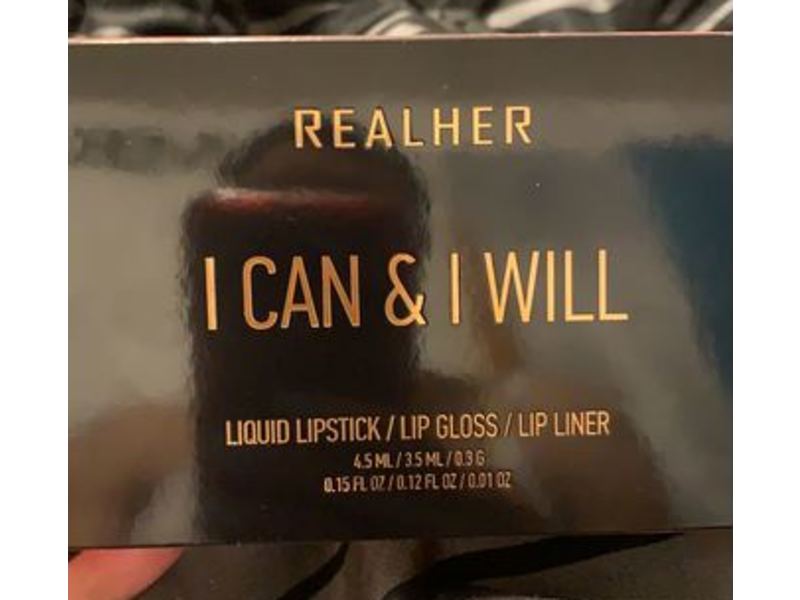 REALHER
I CAN & I WILL
LIQUID LIPSTICK / LIP GLOSS / LIP LINER
4.5 ML / 3.5 ML / 0.3 G
0.15 FL OZ / 0.12 FL OZ / 0.01 OZ